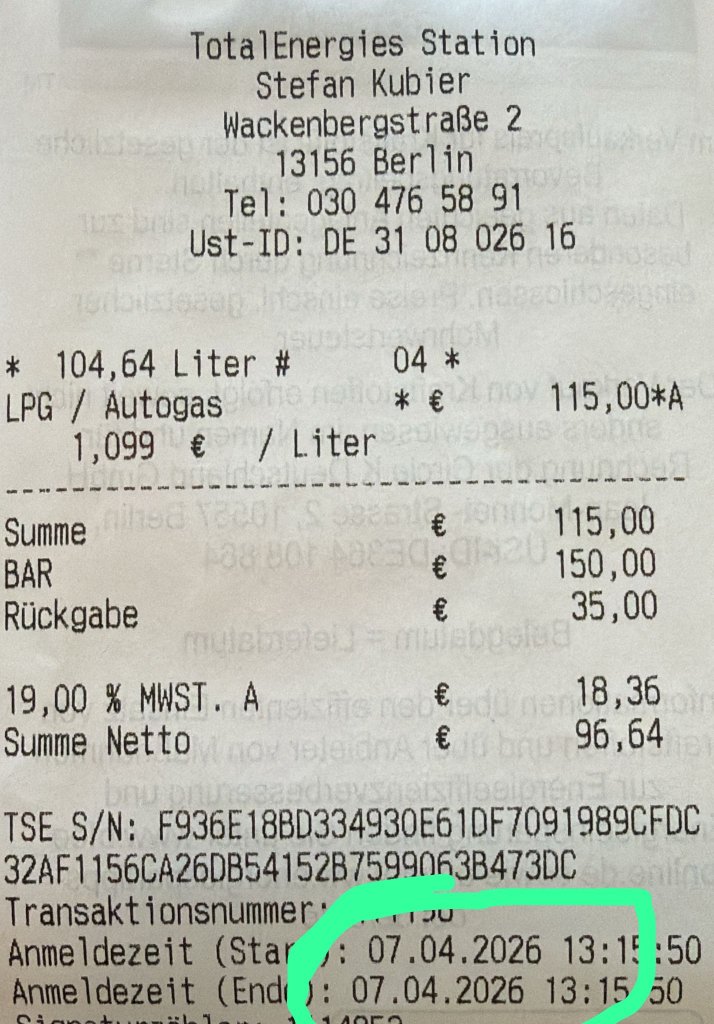 TotalEnergies Station
Stefan Kubier
Wackenbergstraße 2
13156 Berlin
Tel: 030 476 58 91
Ust-ID: DE 31 08 026 16
* 104,64 Liter # 04 *
LPG / Autogas * € 115,00*A
1,099 € / Liter
Summe € 115,00
BAR € 150,00
Rückgabe € 35,00
19,00 % MWST. A € 18,36
Summe Netto € 96,64
TSE S/N: F936E18BD334930E61DF7091989CFDC
32AF1156CA26DB54152B7599063B473DC
Transaktionsnummer:
Anmeldezeit 07.04.2026 13:15:50
Anmeldezeit 07.04.2026 13:15:50